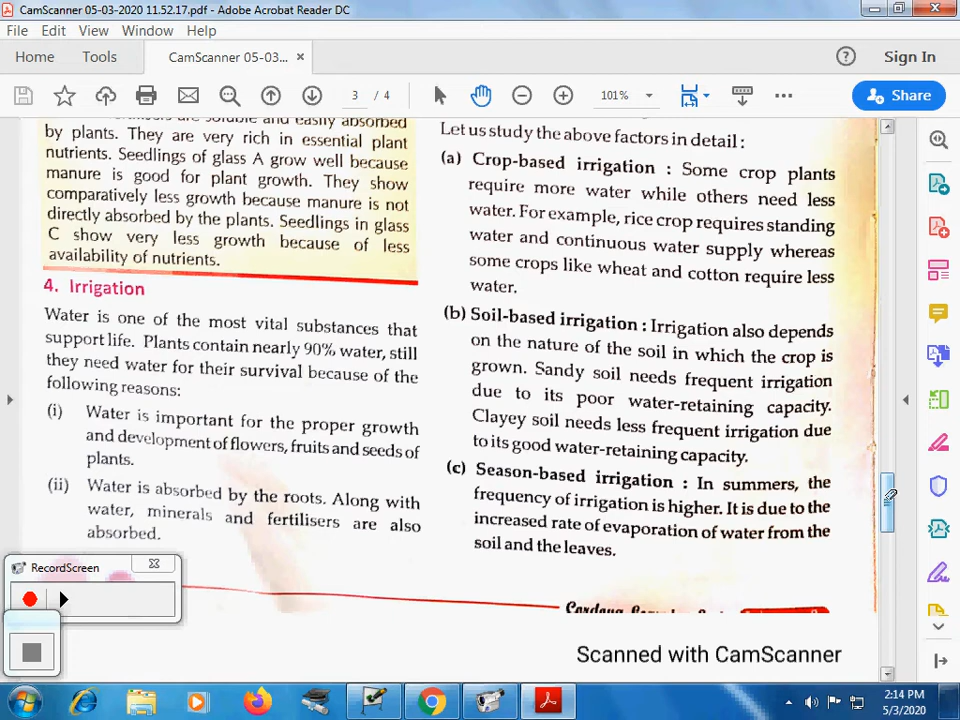 CamScanner 05-03-2020 11.52.17.pdf - Adobe Acrobat Reader DC
File Edit View Window Help
Home Tools CamScanner 05-03... × Sign In
3 / 4 101% Share
are soluble and easily absorbed
by plants. They are very rich in essential plant
nutrients. Seedlings of glass A grow well because
manure is good for plant growth. They show
comparatively less growth because manure is not
directly absorbed by the plants. Seedlings in glass
C show very less growth because of less
availability of nutrients.
4. Irrigation
Water is one of the most vital substances that
support life. Plants contain nearly 90% water, still
they need water for their survival because of the
following reasons:
(i) Water is important for the proper growth
and development of flowers, fruits and seeds of
plants.
(ii) Water is absorbed by the roots. Along with
water, minerals and fertilisers are also
absorbed.
Let us study the above factors in detail :
(a) Crop-based irrigation : Some crop plants
require more water while others need less
water. For example, rice crop requires standing
water and continuous water supply whereas
some crops like wheat and cotton require less
water.
(b) Soil-based irrigation : Irrigation also depends
on the nature of the soil in which the crop is
grown. Sandy soil needs frequent irrigation
due to its poor water-retaining capacity.
Clayey soil needs less frequent irrigation due
to its good water-retaining capacity.
(c) Season-based irrigation : In summers, the
frequency of irrigation is higher. It is due to the
increased rate of evaporation of water from the
soil and the leaves.
Scanned with CamScanner
RecordScreen
2:14 PM
5/3/2020